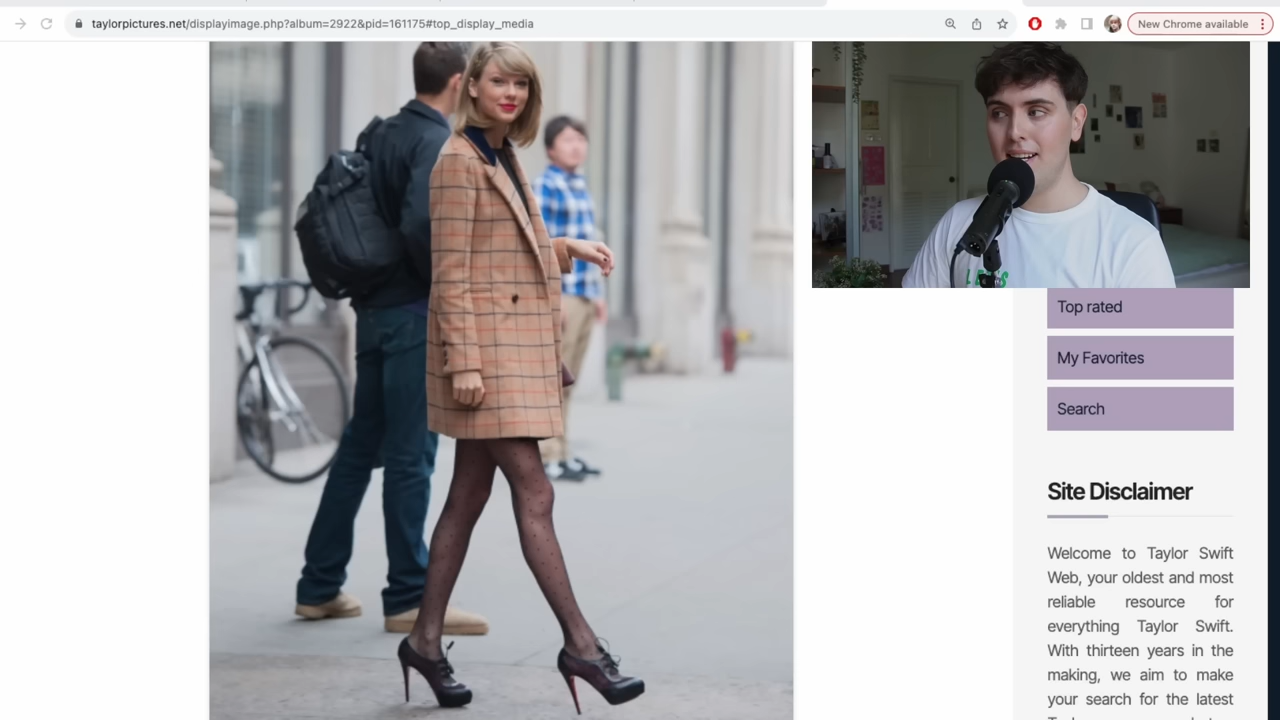 taylorpictures.net/displayimage.php?album=2922&pid=161175#top_display_media
New Chrome available
Top rated
My Favorites
Search
Site Disclaimer
Welcome to Taylor Swift
Web, your oldest and most
reliable resource for
everything Taylor Swift.
With thirteen years in the
making, we aim to make
your search for the latest